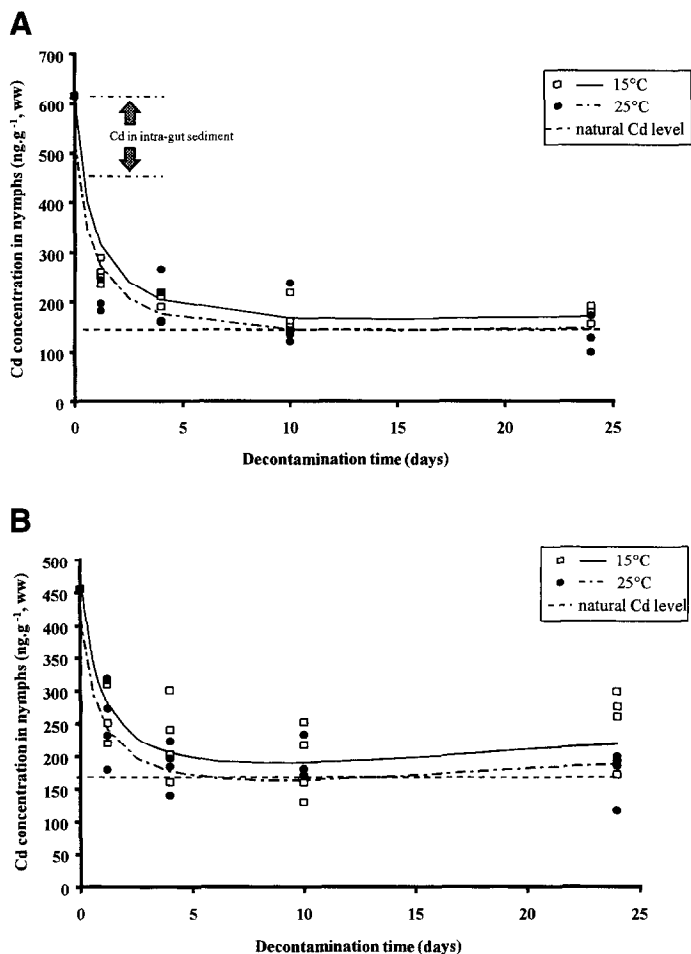 A
Cd concentration in nymphs (ng.g⁻¹, ww)
700
600
500
400
300
200
100
0
Cd in intra-gut sediment
15°C
25°C
natural Cd level
0 5 10 15 20 25
Decontamination time (days)
B
Cd concentration in nymphs (ng.g⁻¹, ww)
500
450
400
350
300
250
200
150
100
50
0
15°C
25°C
natural Cd level
0 5 10 15 20 25
Decontamination time (days)